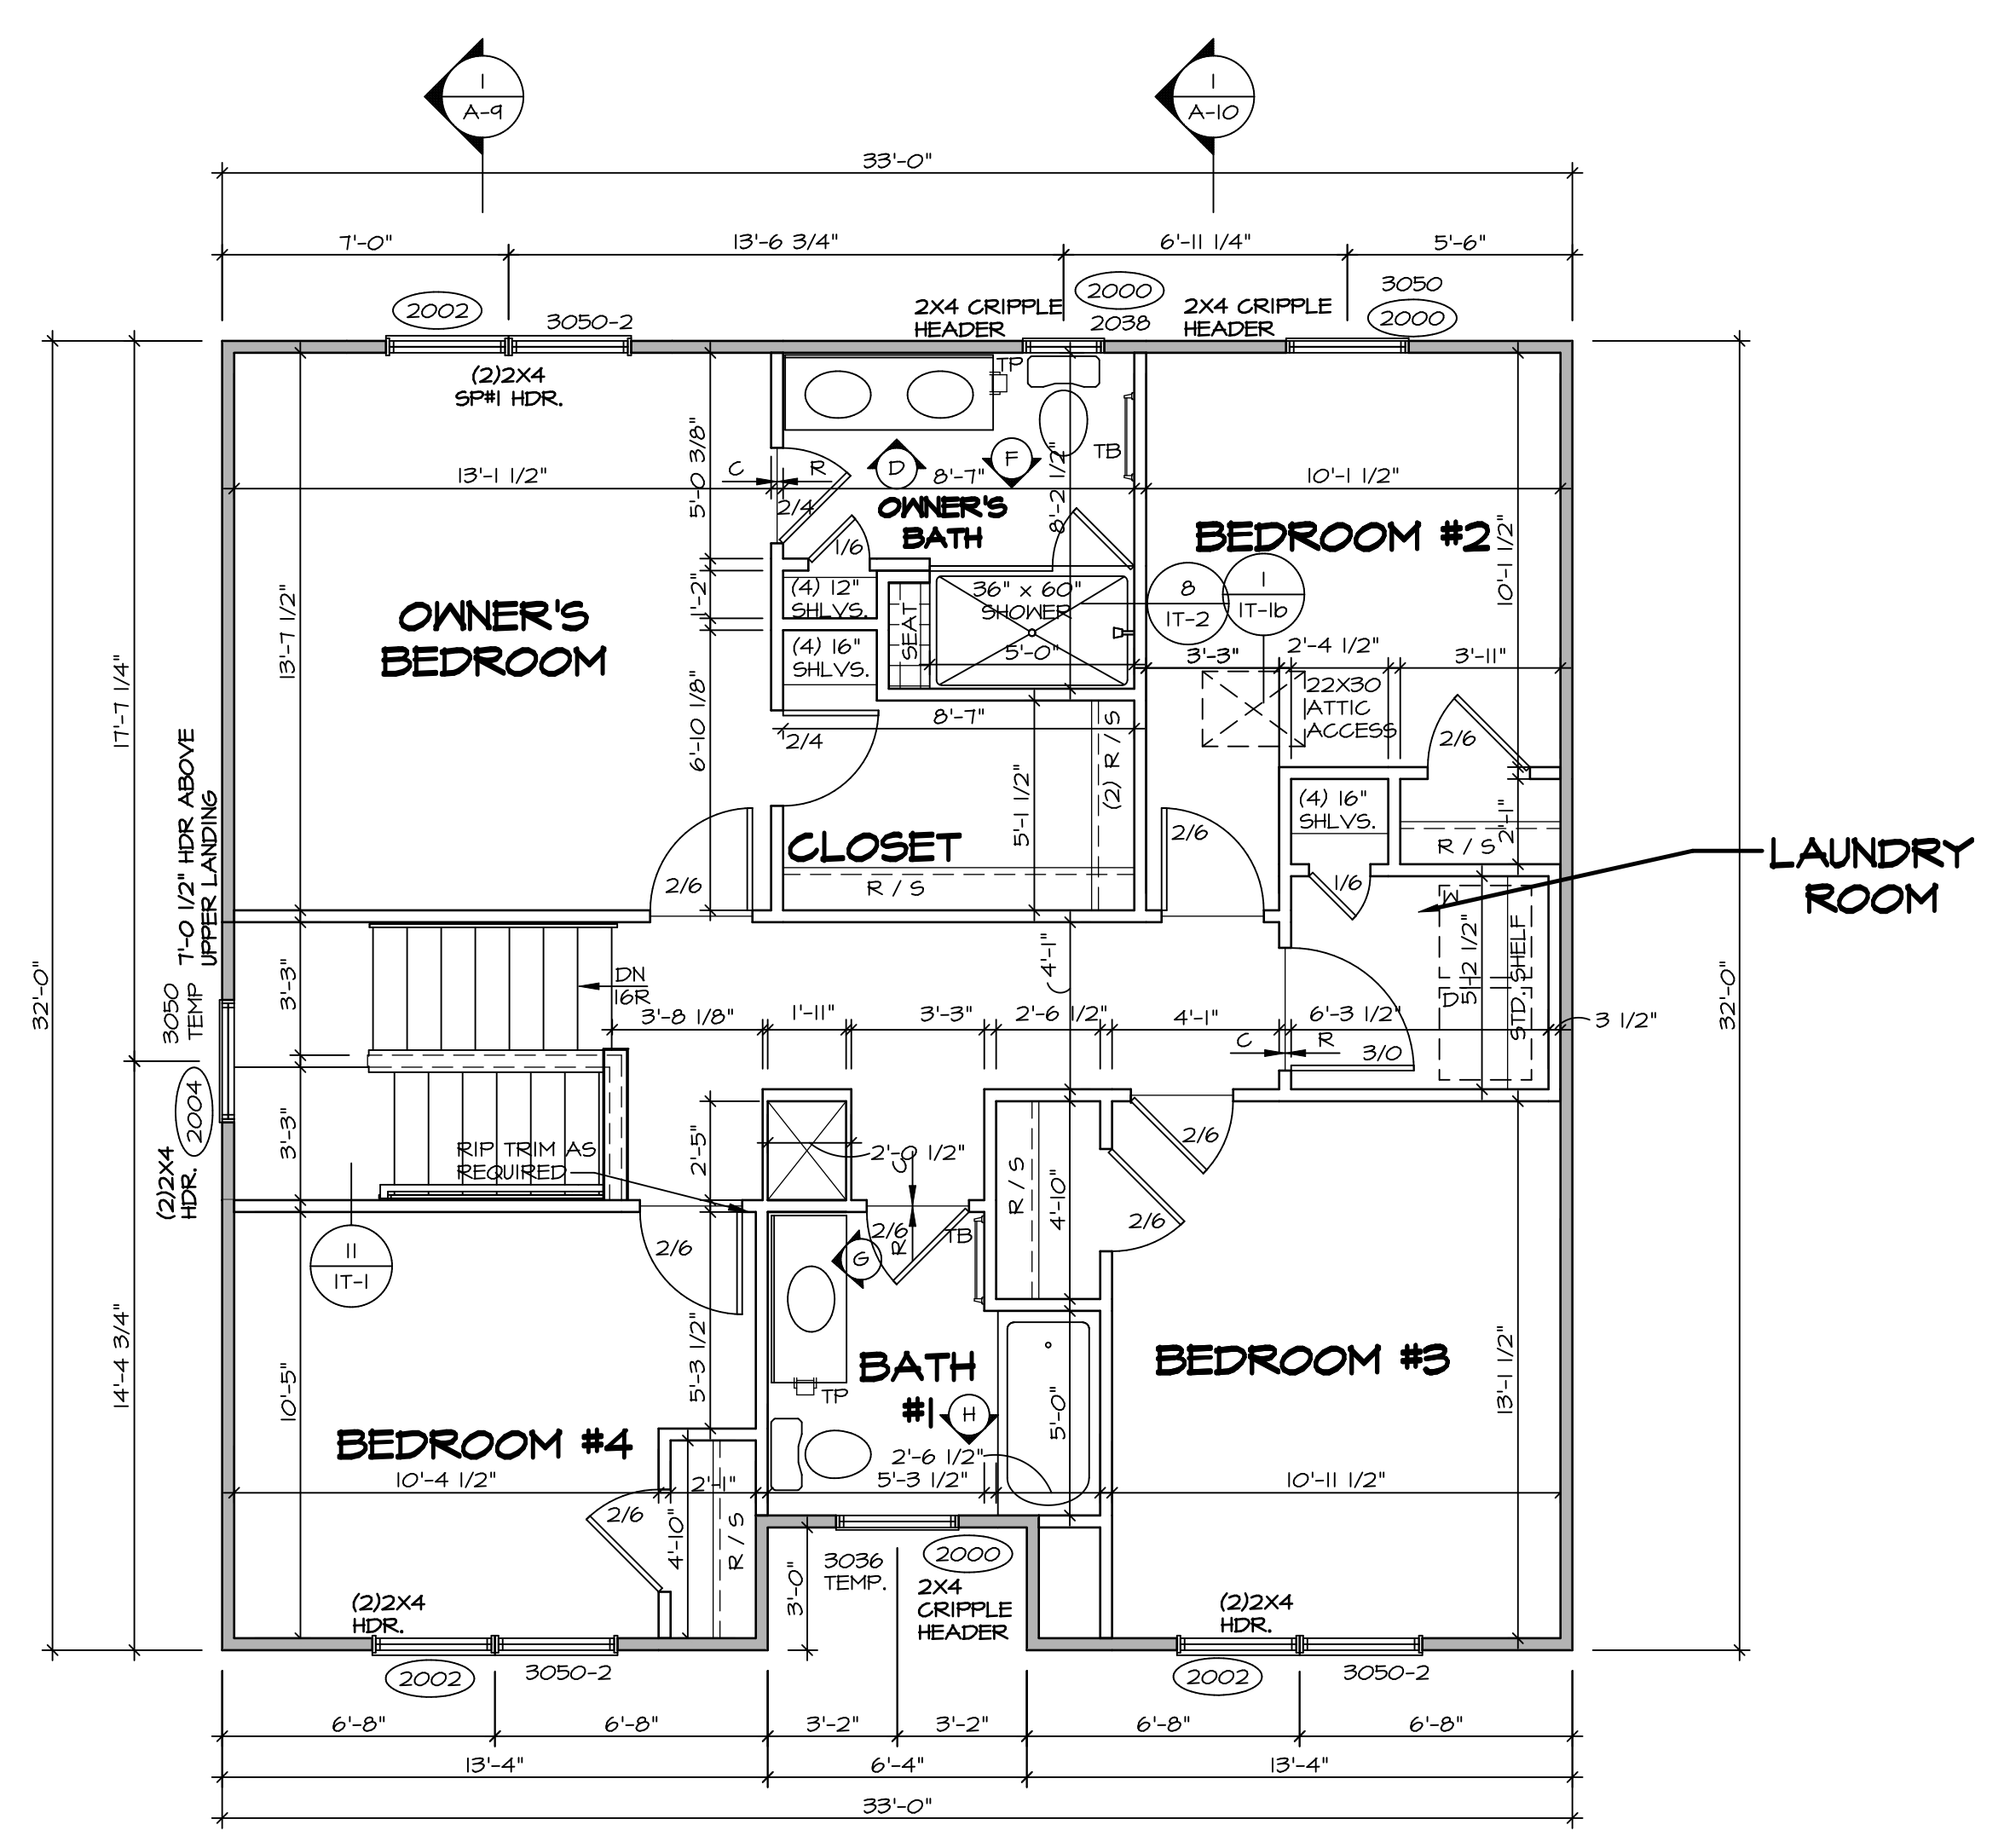 1
A-9
1
A-10
33'-0"
7'-0"
13'-6 3/4"
6'-11 1/4"
5'-6"
2002
3050-2
2X4 CRIPPLE
HEADER
2000
2038
2X4 CRIPPLE
HEADER
3050
2000
(2)2X4
SP#1 HDR.
TP
TB
5'-0 3/8"
C
R
D
F
8'-7"
8'-2 1/2"
13'-1 1/2"
10'-1 1/2"
2/4
OWNER'S
BATH
1/6
BEDROOM #2
10'-1 1/2"
13'-7 1/2"
OWNER'S
BEDROOM
1'-2"
(4) 12"
SHLVS.
SEAT
36" x 60"
SHOWER
5'-0"
8
IT-2
1
IT-1b
(4) 16"
SHLVS.
3'-3"
2'-4 1/2"
3'-11"
22X30
ATTIC
ACCESS
17'-7 1/4"
6'-10 1/8"
8'-7"
2/4
(2) R/S
2/6
5'-1 1/2"
7'-0 1/2" HDR ABOVE
UPPER LANDING
CLOSET
R / S
2/6
2/6
(4) 16"
SHLVS.
2'-1"
R / S
1/6
LAUNDRY
ROOM
W
D
5'-2 1/2"
STD. SHELF
32'-0"
32'-0"
3050
TEMP
3'-3"
DN
16R
4'-1"
3'-8 1/8"
1'-11"
3'-3"
2'-6 1/2"
4'-1"
6'-3 1/2"
3 1/2"
C
R
3/0
2004
(2)2X4
HDR.
3'-3"
RIP TRIM AS
REQUIRED
2'-5"
2'-0 1/2"
C
R
R / S
4'-10"
2/6
2/6
11
IT-1
2/6
G
2/6
TB
14'-4 3/4"
10'-5"
5'-3 1/2"
TP
BATH
#1
H
5'-0"
BEDROOM #3
13'-1 1/2"
BEDROOM #4
10'-4 1/2"
2'-1"
2'-6 1/2"
5'-3 1/2"
10'-11 1/2"
2/6
4'-10"
R / S
3'-0"
3036
TEMP.
2000
2X4
CRIPPLE
HEADER
(2)2X4
HDR.
(2)2X4
HDR.
2002
3050-2
2002
3050-2
6'-8"
6'-8"
3'-2"
3'-2"
6'-8"
6'-8"
13'-4"
6'-4"
13'-4"
33'-0"